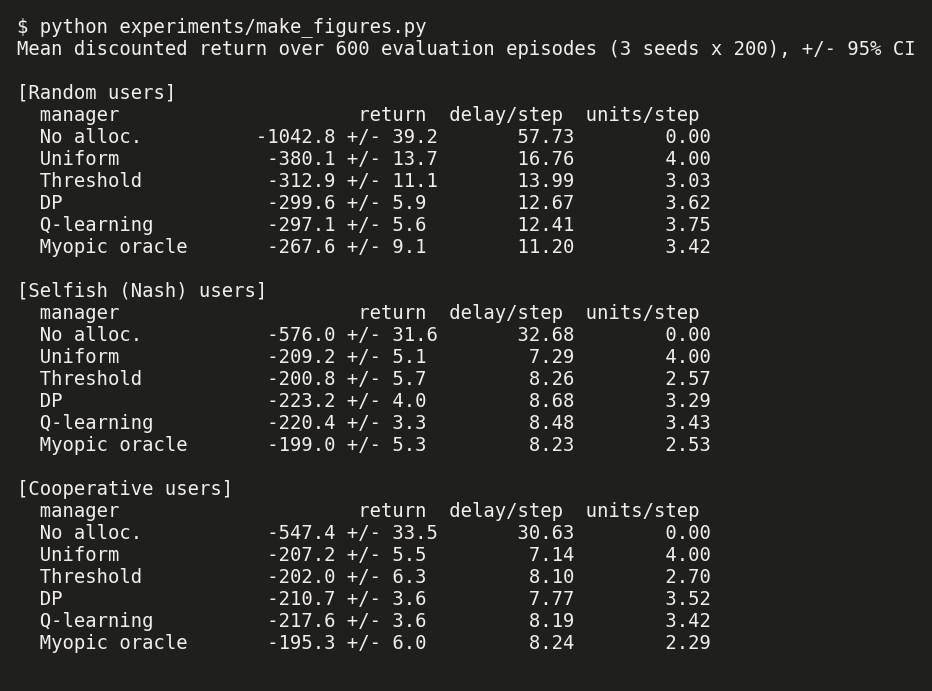 $ python experiments/make_figures.py
Mean discounted return over 600 evaluation episodes (3 seeds x 200), +/- 95% CI
[Random users]
manager return delay/step units/step
No alloc. -1042.8 +/- 39.2 57.73 0.00
Uniform -380.1 +/- 13.7 16.76 4.00
Threshold -312.9 +/- 11.1 13.99 3.03
DP -299.6 +/- 5.9 12.67 3.62
Q-learning -297.1 +/- 5.6 12.41 3.75
Myopic oracle -267.6 +/- 9.1 11.20 3.42
[Selfish (Nash) users]
manager return delay/step units/step
No alloc. -576.0 +/- 31.6 32.68 0.00
Uniform -209.2 +/- 5.1 7.29 4.00
Threshold -200.8 +/- 5.7 8.26 2.57
DP -223.2 +/- 4.0 8.68 3.29
Q-learning -220.4 +/- 3.3 8.48 3.43
Myopic oracle -199.0 +/- 5.3 8.23 2.53
[Cooperative users]
manager return delay/step units/step
No alloc. -547.4 +/- 33.5 30.63 0.00
Uniform -207.2 +/- 5.5 7.14 4.00
Threshold -202.0 +/- 6.3 8.10 2.70
DP -210.7 +/- 3.6 7.77 3.52
Q-learning -217.6 +/- 3.6 8.19 3.42
Myopic oracle -195.3 +/- 6.0 8.24 2.29